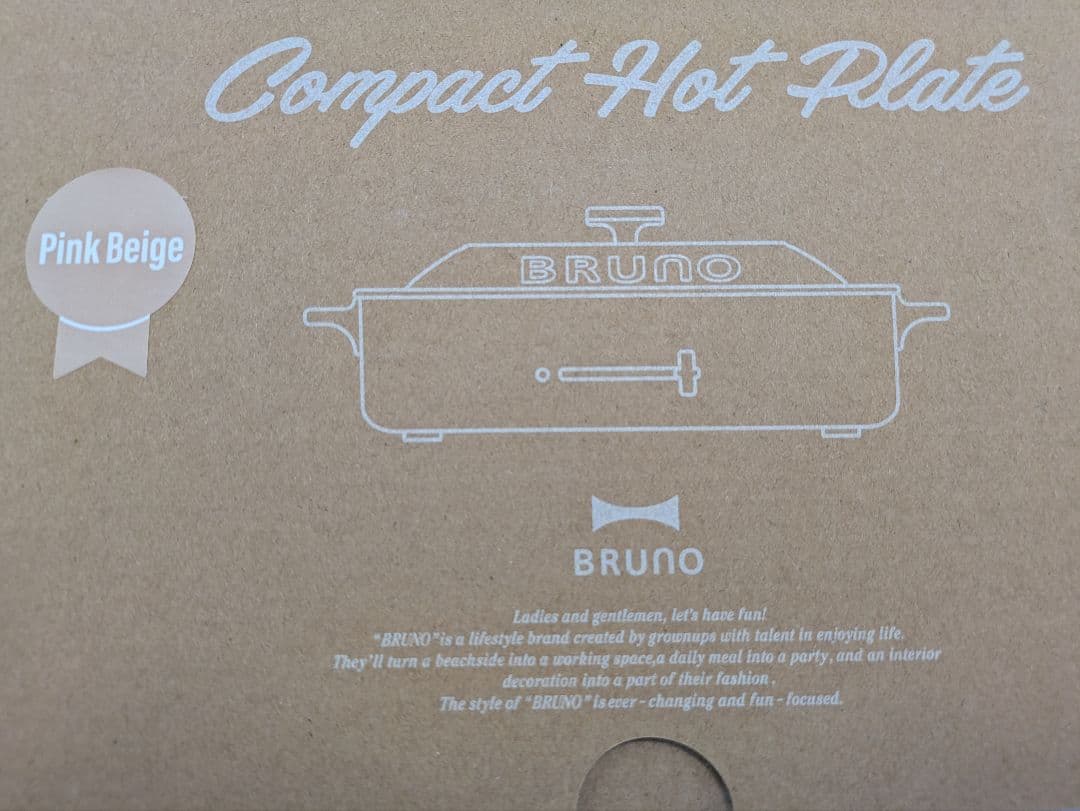 Compact Hot Plate
Pink Beige
BRUNO
BRUNO
Ladies and gentlemen, let's have fun!
"BRUNO"is a lifestyle brand created by grownups with talent in enjoying life.
They'll turn a beachside into a working space,a daily meal into a party, and an interior
decoration into a part of their fashion.
The style of "BRUNO" is ever-changing and fun-focused.